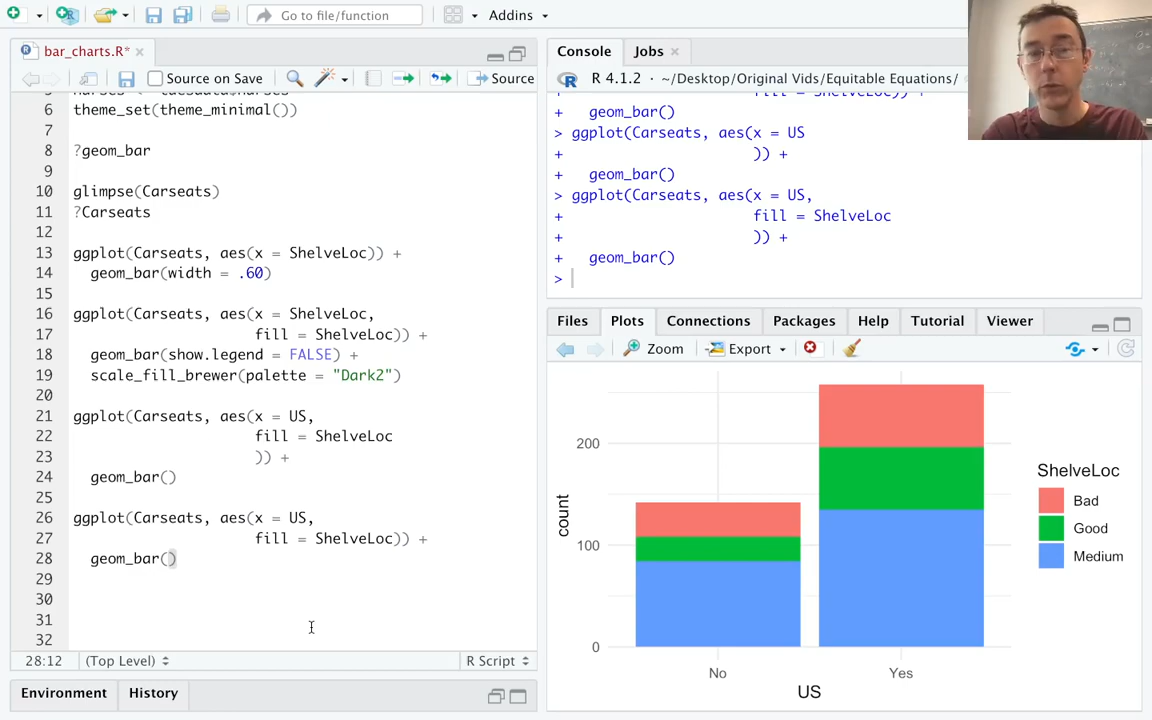 Go to file/function
Addins
bar_charts.R*
Source on Save
Source
6 theme_set(theme_minimal())
7
8 ?geom_bar
9
10 glimpse(Carseats)
11 ?Carseats
12
13 ggplot(Carseats, aes(x = ShelveLoc)) +
14 geom_bar(width = .60)
15
16 ggplot(Carseats, aes(x = ShelveLoc,
17 fill = ShelveLoc)) +
18 geom_bar(show.legend = FALSE) +
19 scale_fill_brewer(palette = "Dark2")
20
21 ggplot(Carseats, aes(x = US,
22 fill = ShelveLoc
23 )) +
24 geom_bar()
25
26 ggplot(Carseats, aes(x = US,
27 fill = ShelveLoc)) +
28 geom_bar()
29
30
31
32
28:12 (Top Level) R Script
Environment History
Console Jobs
R 4.1.2 · ~/Desktop/Original Vids/Equitable Equations/
+ fill = ShelveLoc)) +
+ geom_bar()
> ggplot(Carseats, aes(x = US
+ )) +
+ geom_bar()
> ggplot(Carseats, aes(x = US,
+ fill = ShelveLoc
+ )) +
+ geom_bar()
>
Files Plots Connections Packages Help Tutorial Viewer
Zoom Export
200
100
0
count
No Yes
US
ShelveLoc
Bad
Good
Medium